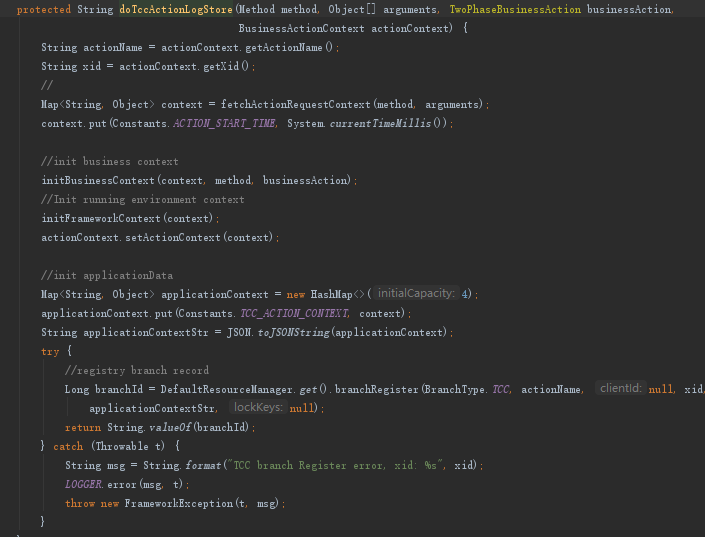 protected String doTccActionLogStore(Method method, Object[] arguments, TwoPhaseBusinessAction businessAction,
BusinessActionContext actionContext) {
String actionName = actionContext.getActionName();
String xid = actionContext.getXid();
//
Map<String, Object> context = fetchActionRequestContext(method, arguments);
context.put(Constants.ACTION_START_TIME, System.currentTimeMillis());
//init business context
initBusinessContext(context, method, businessAction);
//Init running environment context
initFrameworkContext(context);
actionContext.setActionContext(context);
//init applicationData
Map<String, Object> applicationContext = new HashMap<>( initialCapacity: 4);
applicationContext.put(Constants.TCC_ACTION_CONTEXT, context);
String applicationContextStr = JSON.toJSONString(applicationContext);
try {
//registry branch record
Long branchId = DefaultResourceManager.get().branchRegister(BranchType.TCC, actionName, clientId: null, xid,
applicationContextStr, lockKeys: null);
return String.valueOf(branchId);
} catch (Throwable t) {
String msg = String.format("TCC branch Register error, xid: %s", xid);
LOGGER.error(msg, t);
throw new FrameworkException(t, msg);
}